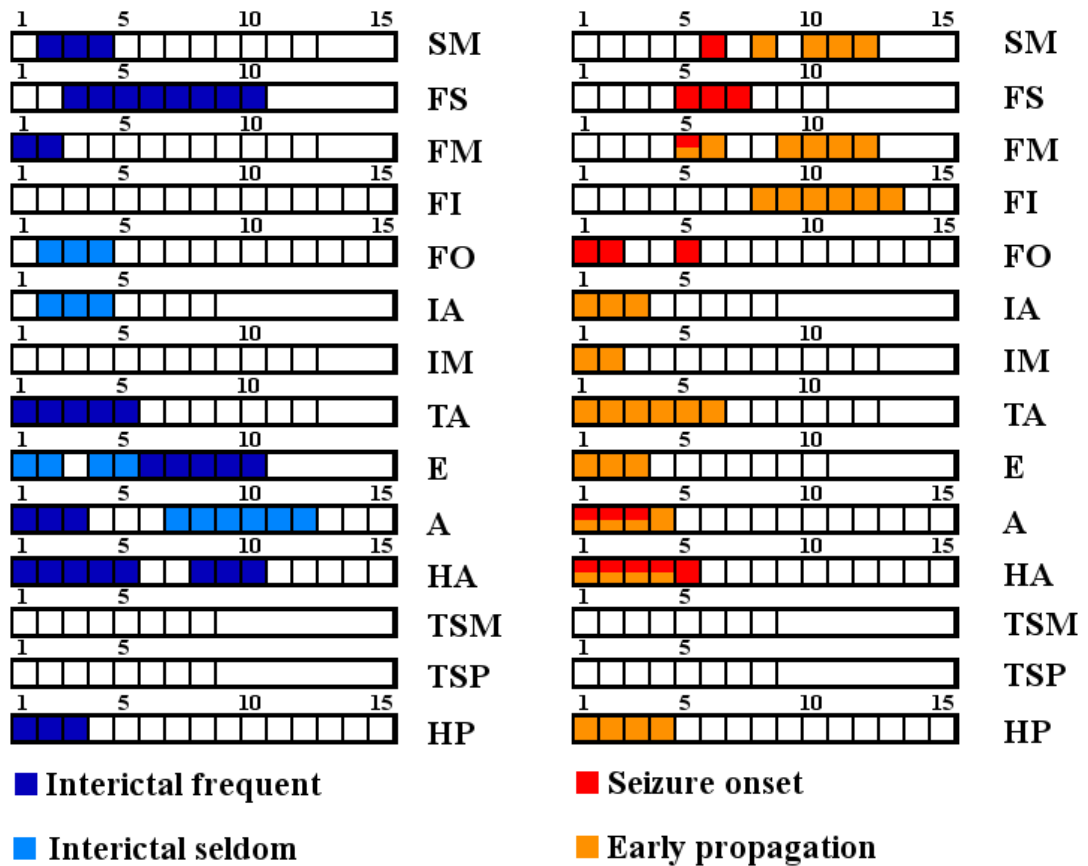 1 5 10 15 1 5 10 15
SM SM
1 5 10 1 5 10
FS FS
1 5 10 1 5 10
FM FM
1 5 10 15 1 5 10 15
FI FI
1 5 10 15 1 5 10 15
FO FO
1 5 1 5
IA IA
1 5 10 1 5 10
IM IM
1 5 10 1 5 10
TA TA
1 5 10 1 5 10
E E
1 5 10 15 1 5 10 15
A A
1 5 10 15 1 5 10 15
HA HA
1 5 1 5
TSM TSM
1 5 1 5
TSP TSP
1 5 10 15 1 5 10 15
HP HP
Interictal frequent Seizure onset
Interictal seldom Early propagation